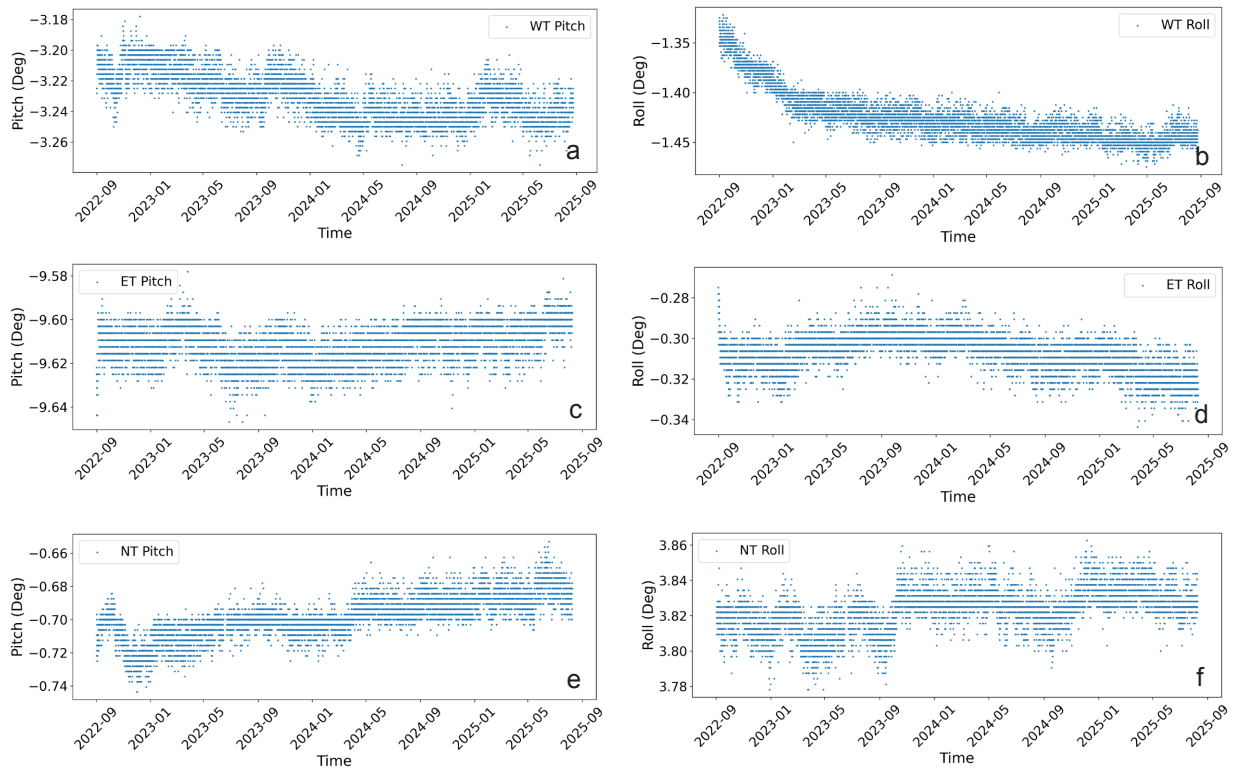 WT Pitch
Pitch (Deg)
−3.18
−3.20
−3.22
−3.24
−3.26
a
2022-09 2023-01 2023-05 2023-09 2024-01 2024-05 2024-09 2025-01 2025-05 2025-09
Time
WT Roll
Roll (Deg)
−1.35
−1.40
−1.45
b
2022-09 2023-01 2023-05 2023-09 2024-01 2024-05 2024-09 2025-01 2025-05 2025-09
Time
ET Pitch
Pitch (Deg)
−9.58
−9.60
−9.62
−9.64
c
2022-09 2023-01 2023-05 2023-09 2024-01 2024-05 2024-09 2025-01 2025-05 2025-09
Time
ET Roll
Roll (Deg)
−0.28
−0.30
−0.32
−0.34
d
2022-09 2023-01 2023-05 2023-09 2024-01 2024-05 2024-09 2025-01 2025-05 2025-09
Time
NT Pitch
Pitch (Deg)
−0.66
−0.68
−0.70
−0.72
−0.74
e
2022-09 2023-01 2023-05 2023-09 2024-01 2024-05 2024-09 2025-01 2025-05 2025-09
Time
NT Roll
Roll (Deg)
3.86
3.84
3.82
3.80
3.78
f
2022-09 2023-01 2023-05 2023-09 2024-01 2024-05 2024-09 2025-01 2025-05 2025-09
Time